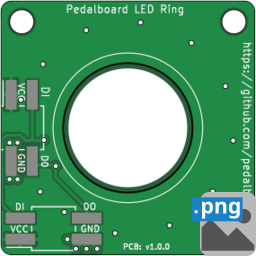 Pedalboard LED Ring
https://github.com/pedalb
VCC DI
GND DO
DI DO
VCC GND
PCB: v1.0.0
.png